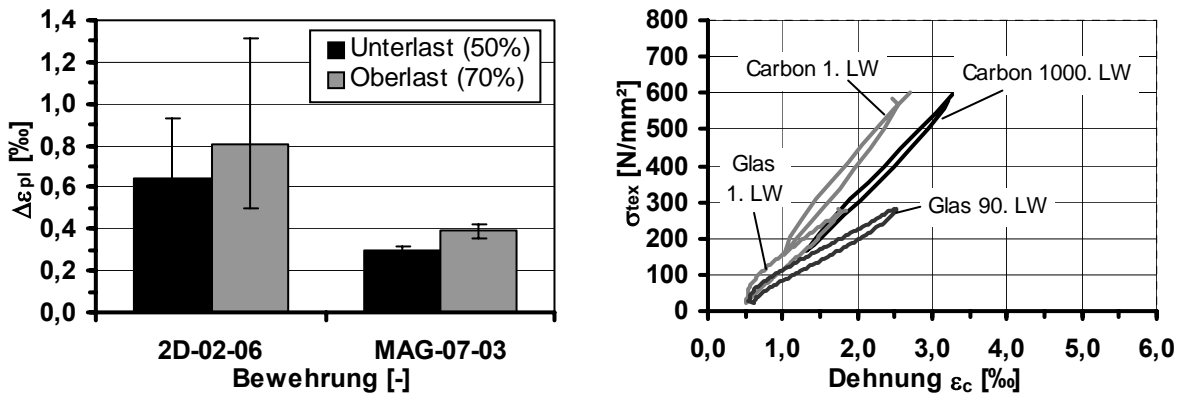 1,4
1,2
1,0
0,8
0,6
0,4
0,2
0,0
Δεpl [‰]
Unterlast (50%)
Oberlast (70%)
2D-02-06
MAG-07-03
Bewehrung [-]
800
700
600
500
400
300
200
100
0
σtex [N/mm²]
Carbon 1. LW
Carbon 1000. LW
Glas
1. LW
Glas 90. LW
0,0
1,0
2,0
3,0
4,0
5,0
6,0
Dehnung εc [‰]